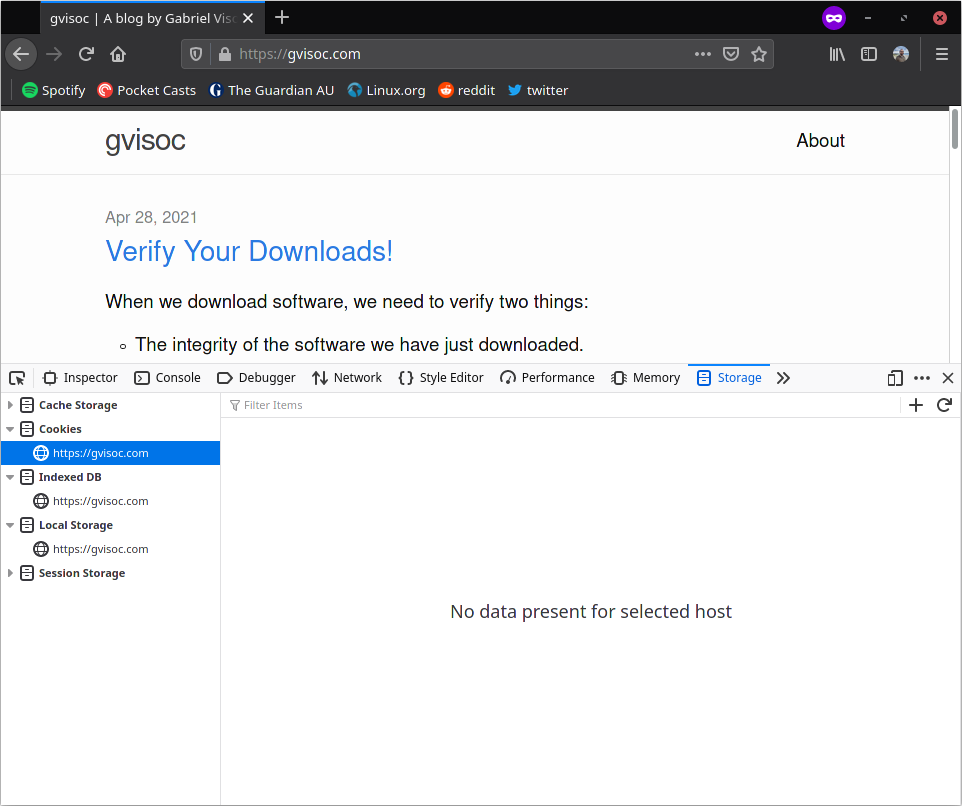 gvisoc | A blog by Gabriel Visc
https://gvisoc.com
Spotify Pocket Casts The Guardian AU Linux.org reddit twitter
gvisoc About
Apr 28, 2021
Verify Your Downloads!
When we download software, we need to verify two things:
The integrity of the software we have just downloaded.
Inspector Console Debugger Network Style Editor Performance Memory Storage
Cache Storage Filter Items
Cookies
https://gvisoc.com
Indexed DB
https://gvisoc.com
Local Storage
https://gvisoc.com
Session Storage
No data present for selected host